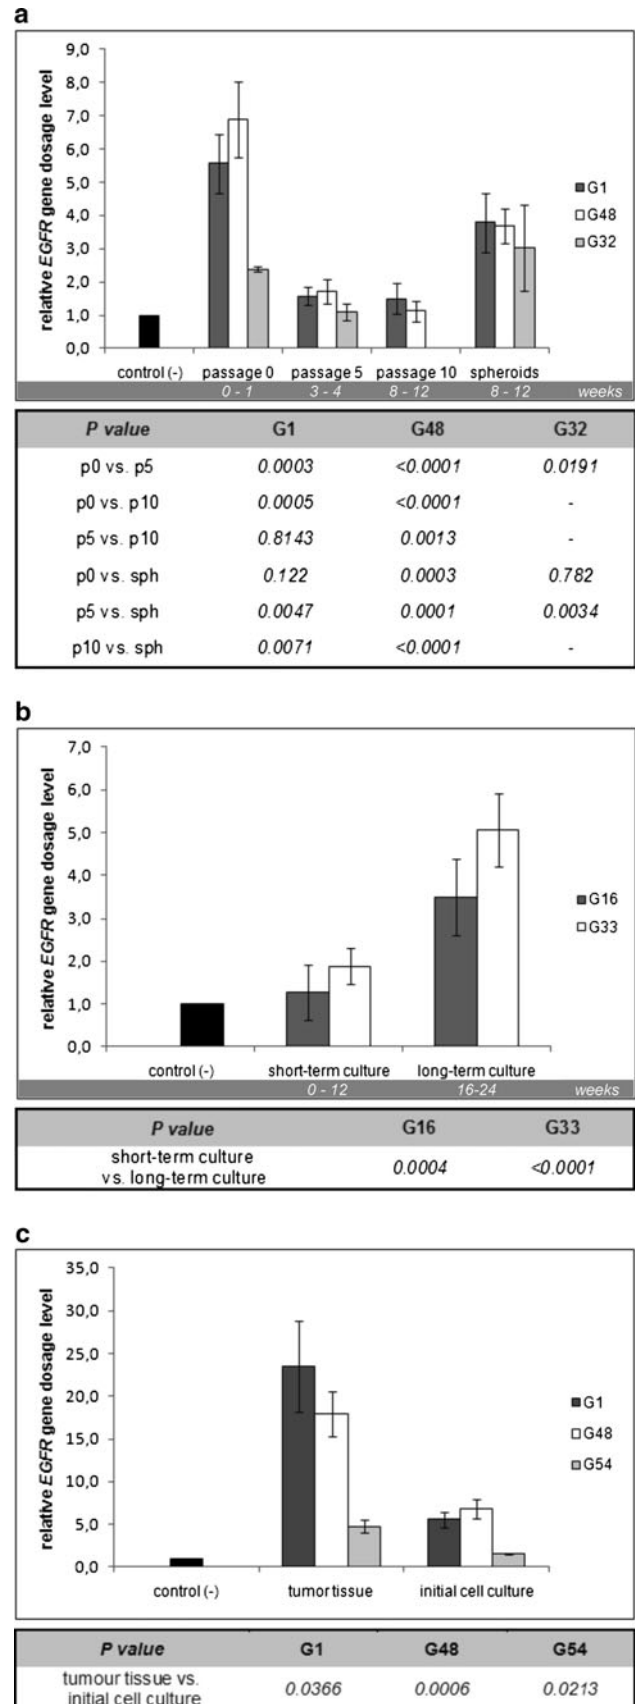 a
relative EGFR gene dosage level
9,0
8,0
7,0
6,0
5,0
4,0
3,0
2,0
1,0
0,0
G1
G48
G32
control (-) passage 0 passage 5 passage 10 spheroids
0 - 1 3 - 4 8 - 12 8 - 12 weeks
P value G1 G48 G32
p0 vs. p5 0.0003 <0.0001 0.0191
p0 vs. p10 0.0005 <0.0001 -
p5 vs. p10 0.8143 0.0013 -
p0 vs. sph 0.122 0.0003 0.782
p5 vs. sph 0.0047 0.0001 0.0034
p10 vs. sph 0.0071 <0.0001 -
b
relative EGFR gene dosage level
7,0
6,0
5,0
4,0
3,0
2,0
1,0
0,0
G16
G33
control (-) short-term culture long-term culture
0 - 12 16-24 weeks
P value G16 G33
short-term culture
vs. long-term culture 0.0004 <0.0001
c
relative EGFR gene dosage level
35,0
30,0
25,0
20,0
15,0
10,0
5,0
0,0
G1
G48
G54
control (-) tumor tissue initial cell culture
P value G1 G48 G54
tumour tissue vs.
initial cell culture 0.0366 0.0006 0.0213